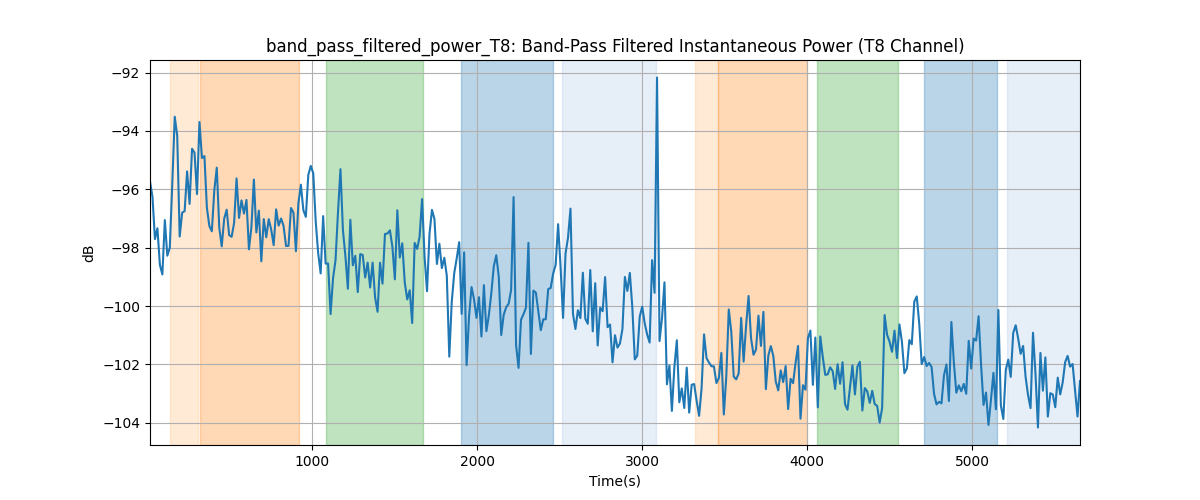 band_pass_filtered_power_T8: Band-Pass Filtered Instantaneous Power (T8 Channel)
−92
−94
−96
−98
−100
−102
−104
dB
1000 2000 3000 4000 5000
Time(s)